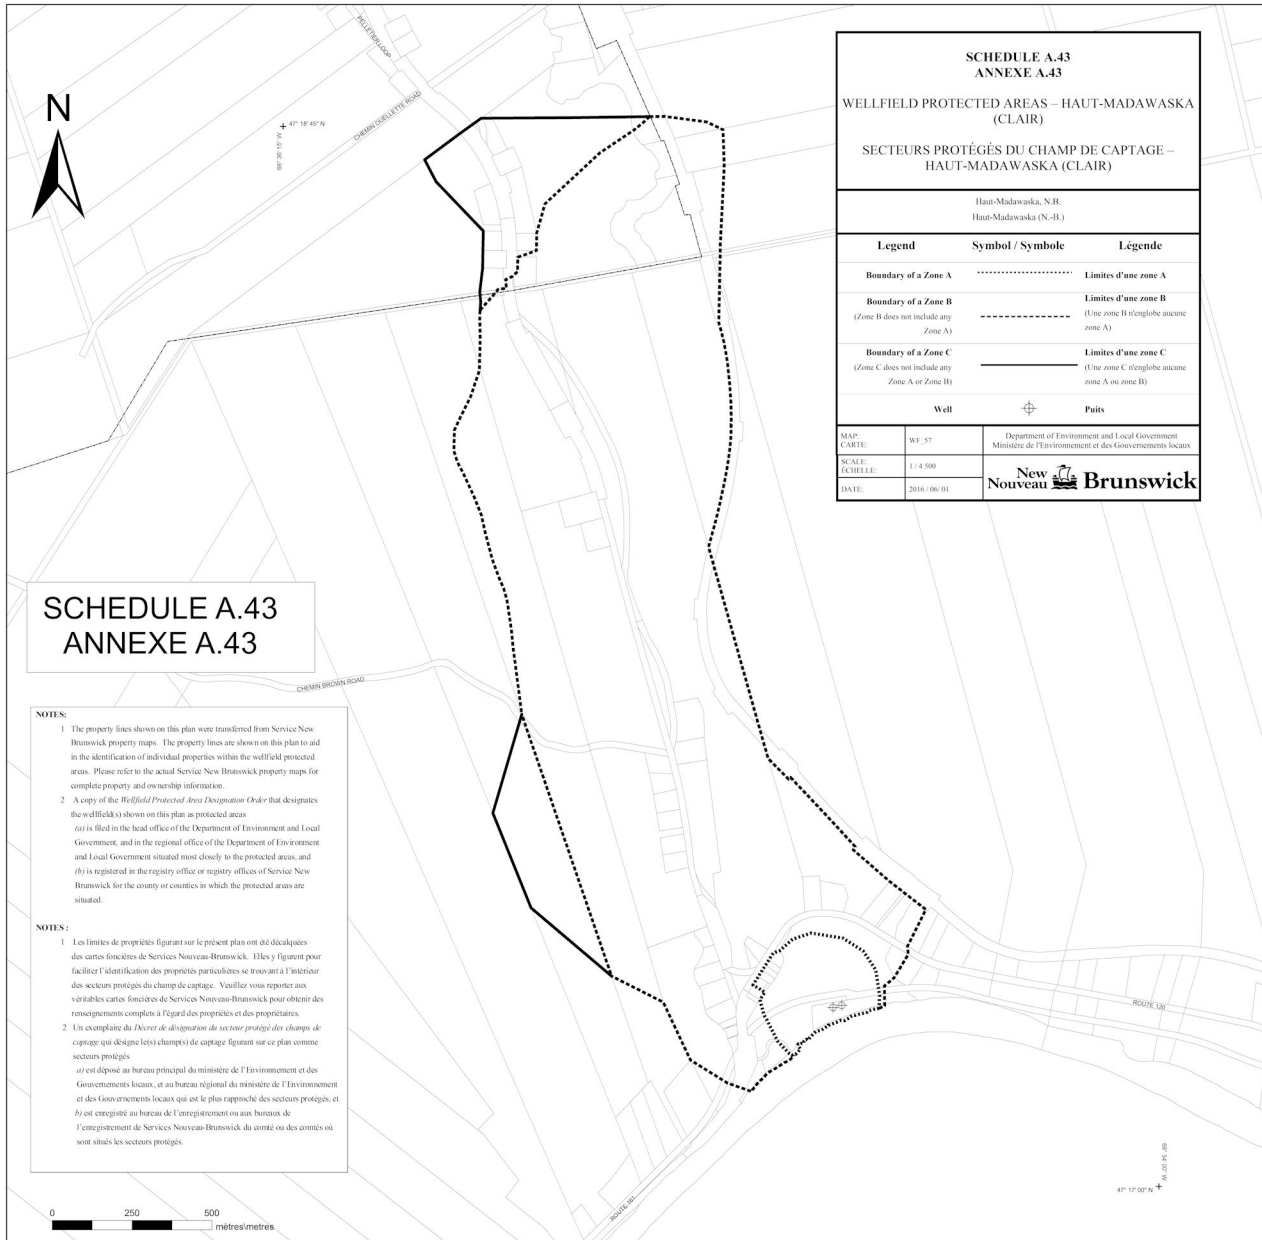 PELLETIER LOOP
CHEMIN OUELLETTE ROAD
N
47° 18' 45" N
68° 36' 15" W
SCHEDULE A.43
ANNEXE A.43
WELLFIELD PROTECTED AREAS – HAUT-MADAWASKA
(CLAIR)
SECTEURS PROTÉGÉS DU CHAMP DE CAPTAGE –
HAUT-MADAWASKA (CLAIR)
Haut-Madawaska, N.B.
Haut-Madawaska (N.-B.)
Legend Symbol / Symbole Légende
Boundary of a Zone A Limites d'une zone A
Boundary of a Zone B Limites d'une zone B
(Zone B does not include any (Une zone B n'englobe aucune
Zone A) zone A)
Boundary of a Zone C Limites d'une zone C
(Zone C does not include any (Une zone C n'englobe aucune
Zone A or Zone B) zone A ou zone B)
Well Puits
MAP: WF_57 Department of Environment and Local Government
CARTE: Ministère de l'Environnement et des Gouvernements locaux
SCALE: 1 / 4 500
ÉCHELLE:
DATE: 2016 / 06/ 01
New Nouveau Brunswick
SCHEDULE A.43
ANNEXE A.43
CHEMIN BROWN ROAD
NOTES:
1 The property lines shown on this plan were transferred from Service New
Brunswick property maps. The property lines are shown on this plan to aid
in the identification of individual properties within the wellfield protected
areas. Please refer to the actual Service New Brunswick property maps for
complete property and ownership information.
2 A copy of the Wellfield Protected Area Designation Order that designates
the wellfield(s) shown on this plan as protected areas
(a) is filed in the head office of the Department of Environment and Local
Government, and in the regional office of the Department of Environment
and Local Government situated most closely to the protected areas, and
(b) is registered in the registry office or registry offices of Service New
Brunswick for the county or counties in which the protected areas are
situated.
NOTES :
1 Les limites de propriétés figurant sur le présent plan ont été décalquées
des cartes foncières de Services Nouveau-Brunswick. Elles y figurent pour
faciliter l'identification des propriétés particulières se trouvant à l'intérieur
des secteurs protégés du champ de captage. Veuillez vous reporter aux
véritables cartes foncières de Services Nouveau-Brunswick pour obtenir des
renseignements complets à l'égard des propriétés et des propriétaires.
2 Un exemplaire du Décret de désignation du secteur protégé des champs de
captage qui désigne le(s) champ(s) de captage figurant sur ce plan comme
secteurs protégés
a) est déposé au bureau principal du ministère de l'Environnement et des
Gouvernements locaux, et au bureau régional du ministère de l'Environnement
et des Gouvernements locaux qui est le plus rapproché des secteurs protégés, et
b) est enregistré au bureau de l'enregistrement ou aux bureaux de
l'enregistrement de Services Nouveau-Brunswick du comté ou des comtés où
sont situés les secteurs protégés.
ROUTE 120
ROUTE 161
68° 34' 00" W
47° 17' 00" N
0 250 500
mètres\metres